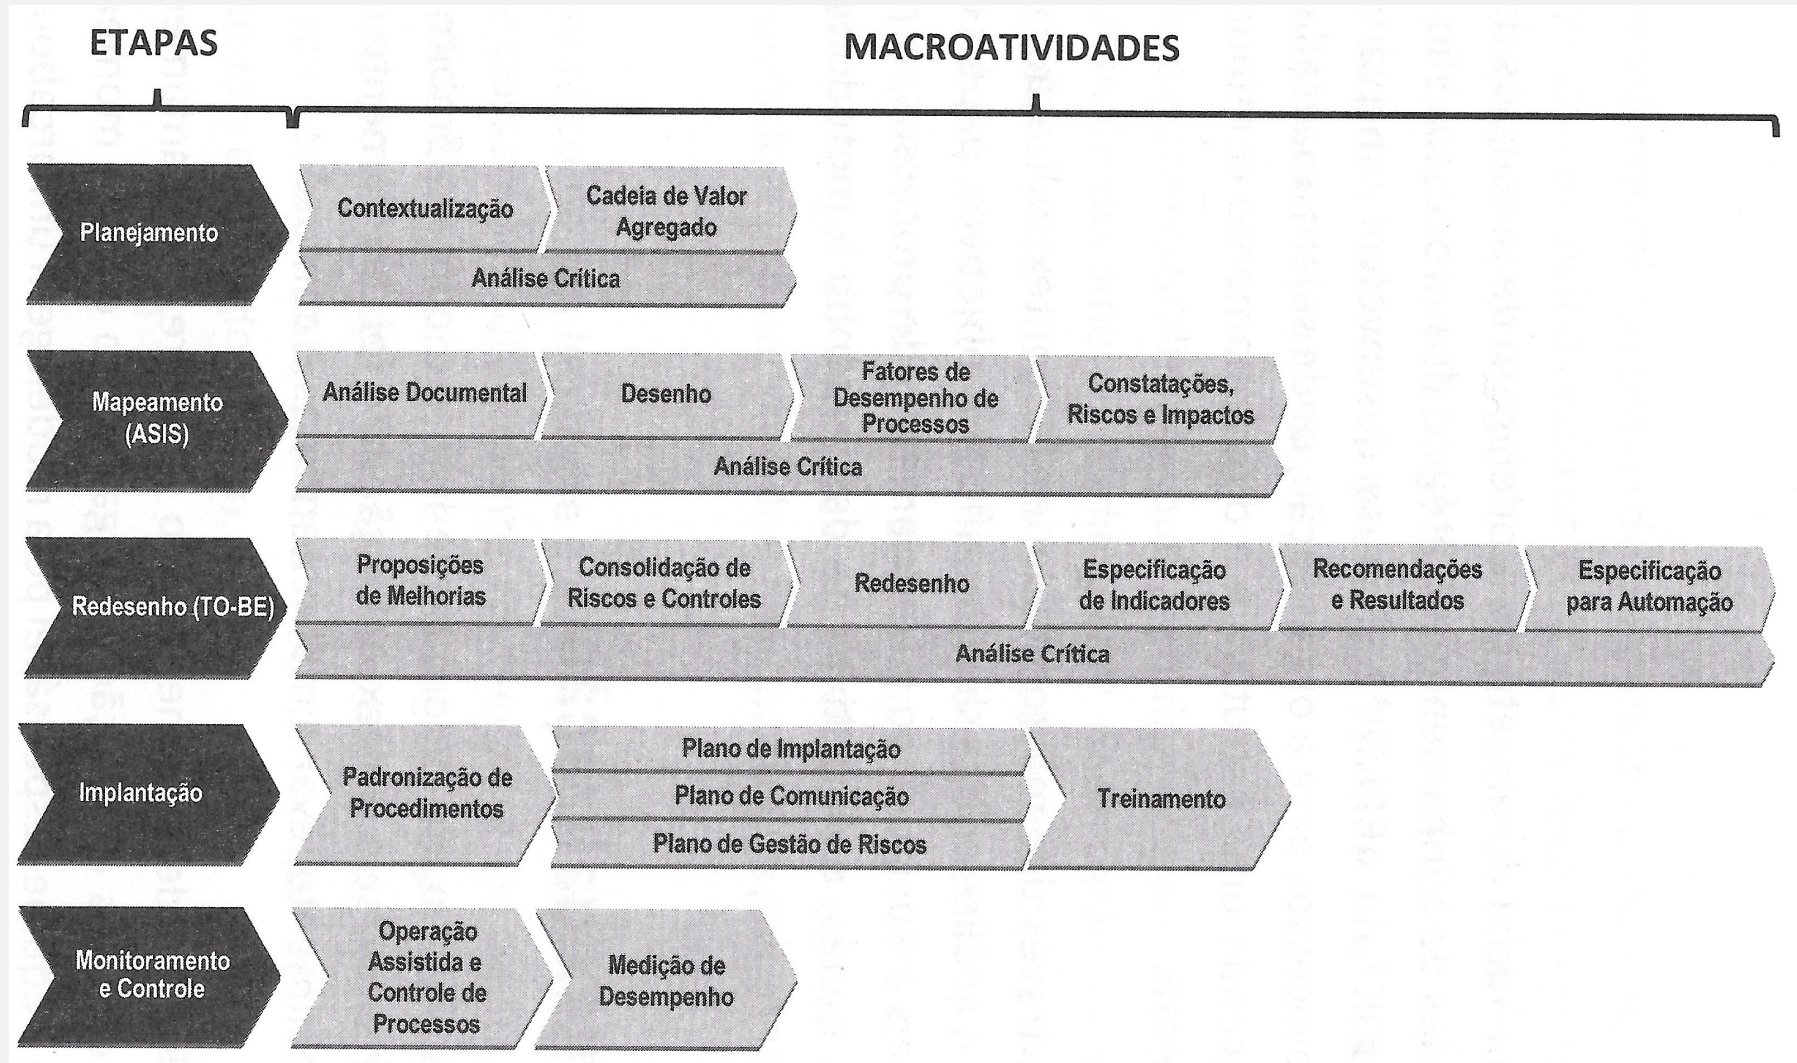 ETAPAS
MACROATIVIDADES
Planejamento
Contextualização
Cadeia de Valor
Agregado
Análise Crítica
Mapeamento
(ASIS)
Análise Documental
Desenho
Fatores de
Desempenho de
Processos
Constatações,
Riscos e Impactos
Análise Crítica
Redesenho (TO-BE)
Proposições
de Melhorias
Consolidação de
Riscos e Controles
Redesenho
Especificação
de Indicadores
Recomendações
e Resultados
Especificação
para Automação
Análise Crítica
Implantação
Padronização de
Procedimentos
Plano de Implantação
Plano de Comunicação
Plano de Gestão de Riscos
Treinamento
Monitoramento
e Controle
Operação
Assistida e
Controle de
Processos
Medição de
Desempenho